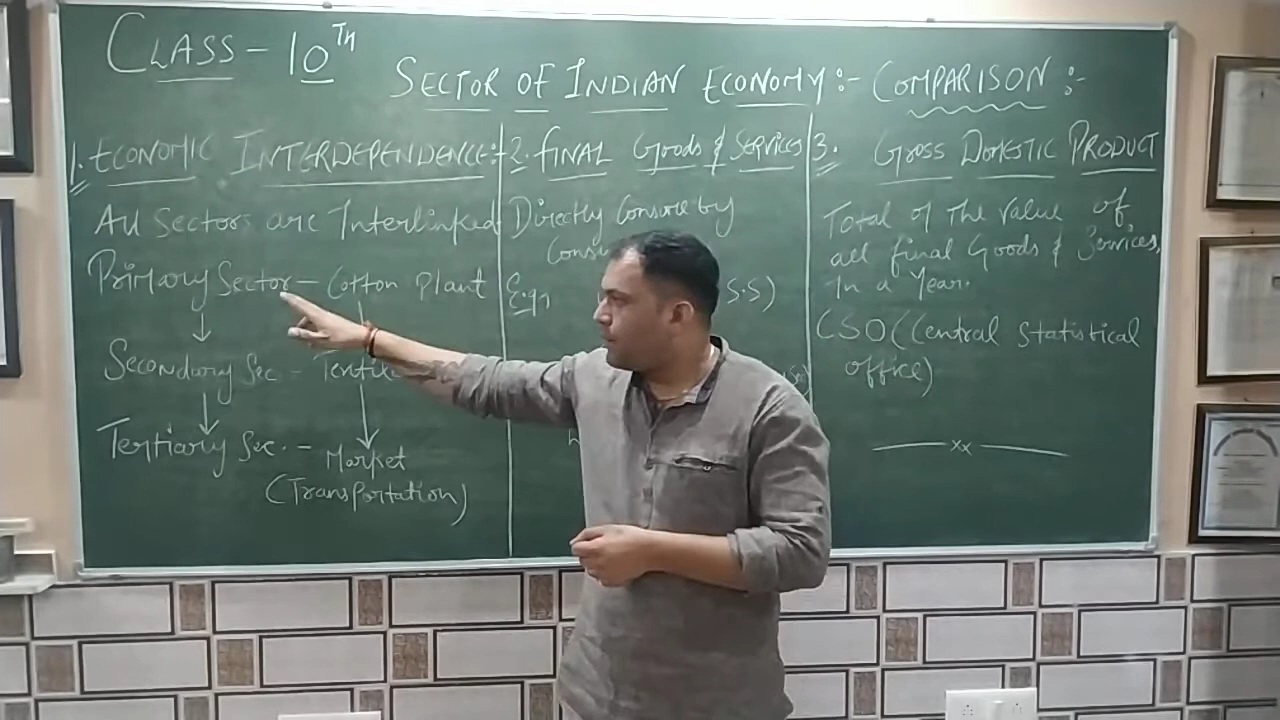 CLASS - 10TH
SECTOR OF INDIAN ECONOMY:- COMPARISON:-
1. ECONOMIC INTERDEPENDENCE:-
All Sectors are Interlinked
Primary Sector - Cotton Plant
Secondary Sec. -
Tertiary Sec. - Market
(Transportation)
2. FINAL Goods & Services
Directly Consume by
E.g.
S.S)
3. GROSS DOMESTIC PRODUCT
Total of The Value of
all final Goods & Services,
In a Year.
CSO (Central Statistical
office)
xx